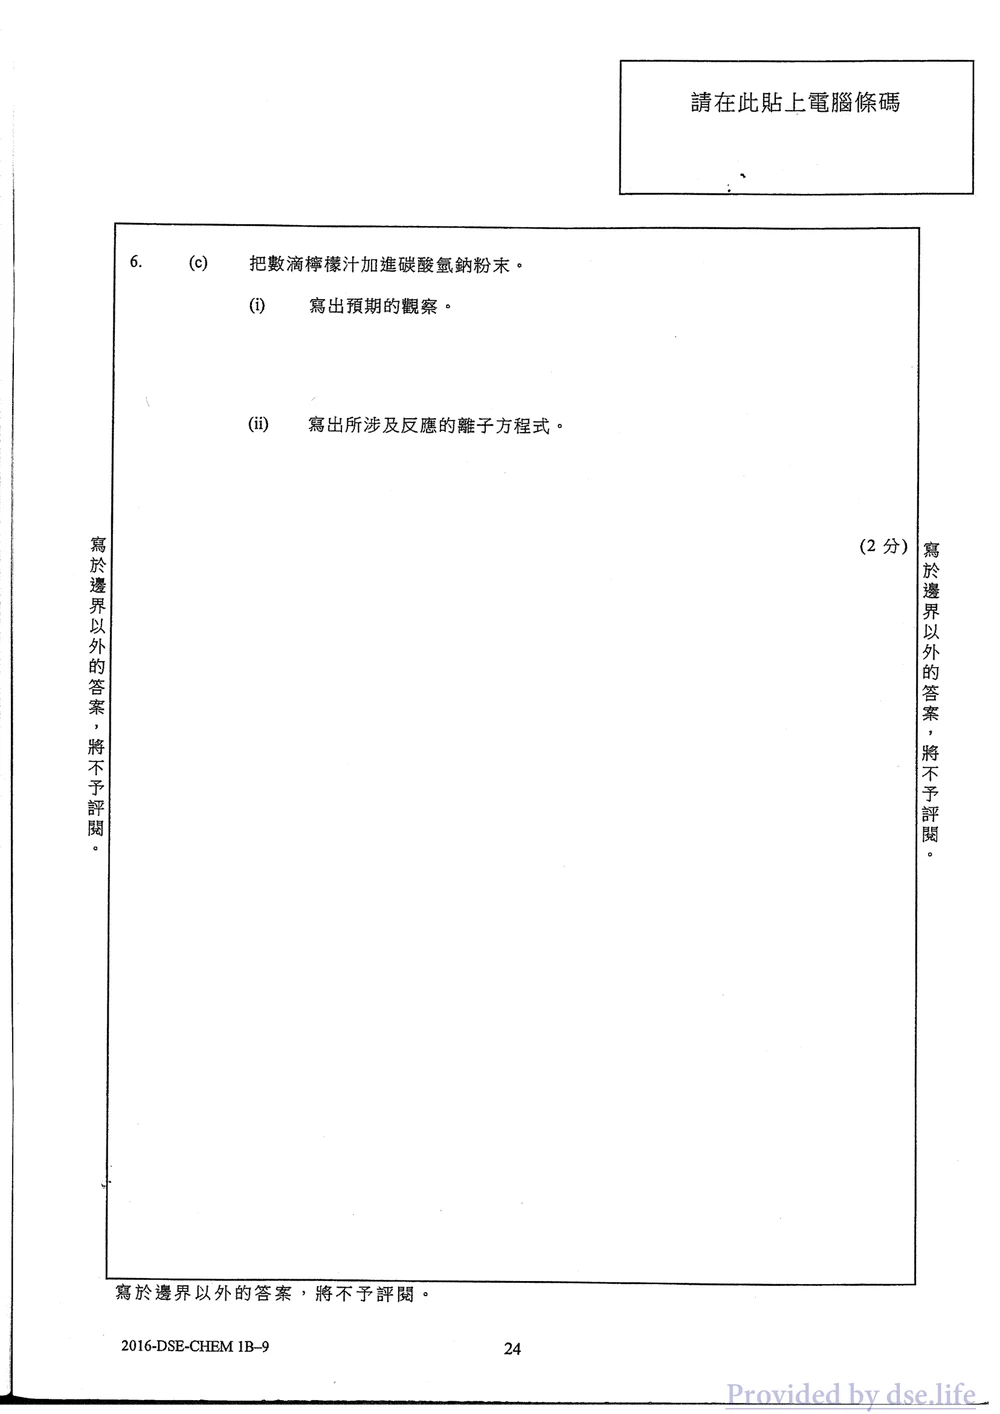 請在此貼上電腦條碼
6. (c) 把數滴檸檬汁加進碳酸氫鈉粉末。
(i) 寫出預期的觀察。
(ii) 寫出所涉及反應的離子方程式。
(2 分)
寫於邊界以外的答案，將不予評閱。
寫於邊界以外的答案，將不予評閱。
寫於邊界以外的答案，將不予評閱。
2016-DSE-CHEM 1B–9
24
Provided by dse.life